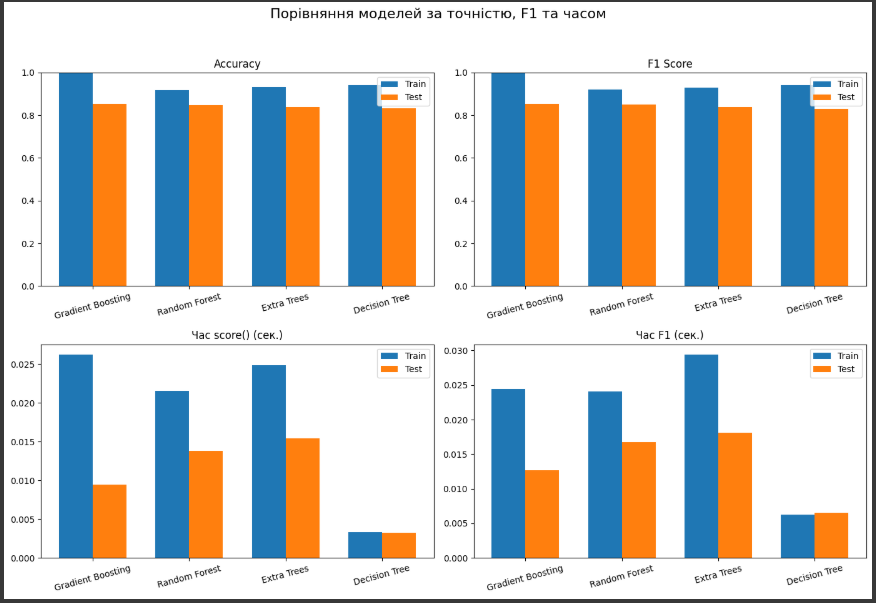 Порівняння моделей за точністю, F1 та часом
Accuracy
1.0
0.8
0.6
0.4
0.2
0.0
Train
Test
Gradient Boosting
Random Forest
Extra Trees
Decision Tree
F1 Score
1.0
0.8
0.6
0.4
0.2
0.0
Train
Test
Gradient Boosting
Random Forest
Extra Trees
Decision Tree
Час score() (сек.)
0.025
0.020
0.015
0.010
0.005
0.000
Train
Test
Gradient Boosting
Random Forest
Extra Trees
Decision Tree
Час F1 (сек.)
0.030
0.025
0.020
0.015
0.010
0.005
0.000
Train
Test
Gradient Boosting
Random Forest
Extra Trees
Decision Tree